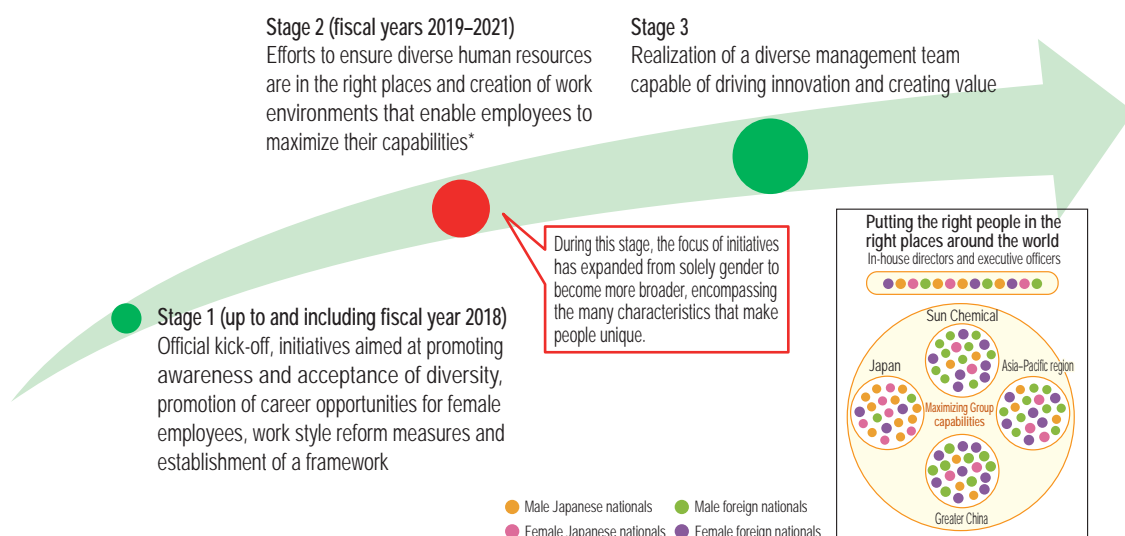 Stage 2 (fiscal years 2019–2021)
Efforts to ensure diverse human resources
are in the right places and creation of work
environments that enable employees to
maximize their capabilities*
Stage 3
Realization of a diverse management team
capable of driving innovation and creating value
During this stage, the focus of initiatives
has expanded from solely gender to
become more broader, encompassing
the many characteristics that make
people unique.
Stage 1 (up to and including fiscal year 2018)
Official kick-off, initiatives aimed at promoting
awareness and acceptance of diversity,
promotion of career opportunities for female
employees, work style reform measures and
establishment of a framework
Putting the right people in the
right places around the world
In-house directors and executive officers
Sun Chemical
Japan
Asia–Pacific region
Maximizing Group
capabilities
Greater China
Male Japanese nationals
Male foreign nationals
Female Japanese nationals
Female foreign nationals